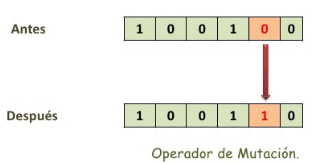 Antes 1 0 0 1 0 0
Después 1 0 0 1 1 0
Operador de Mutación.